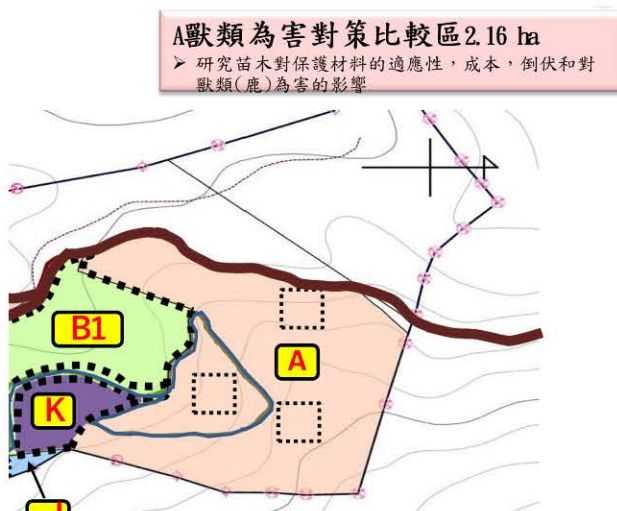 A獸類為害對策比較區2.16 ha
➢ 研究苗木對保護材料的適應性，成本，倒伏和對
獸類(鹿)為害的影響
B1
A
K